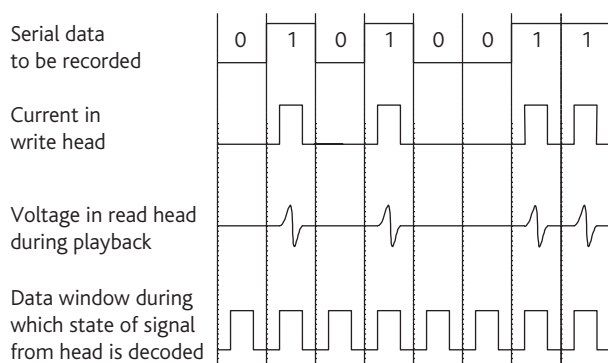 Serial data
to be recorded
0 1 0 1 0 0 1 1
Current in
write head
Voltage in read head
during playback
Data window during
which state of signal
from head is decoded